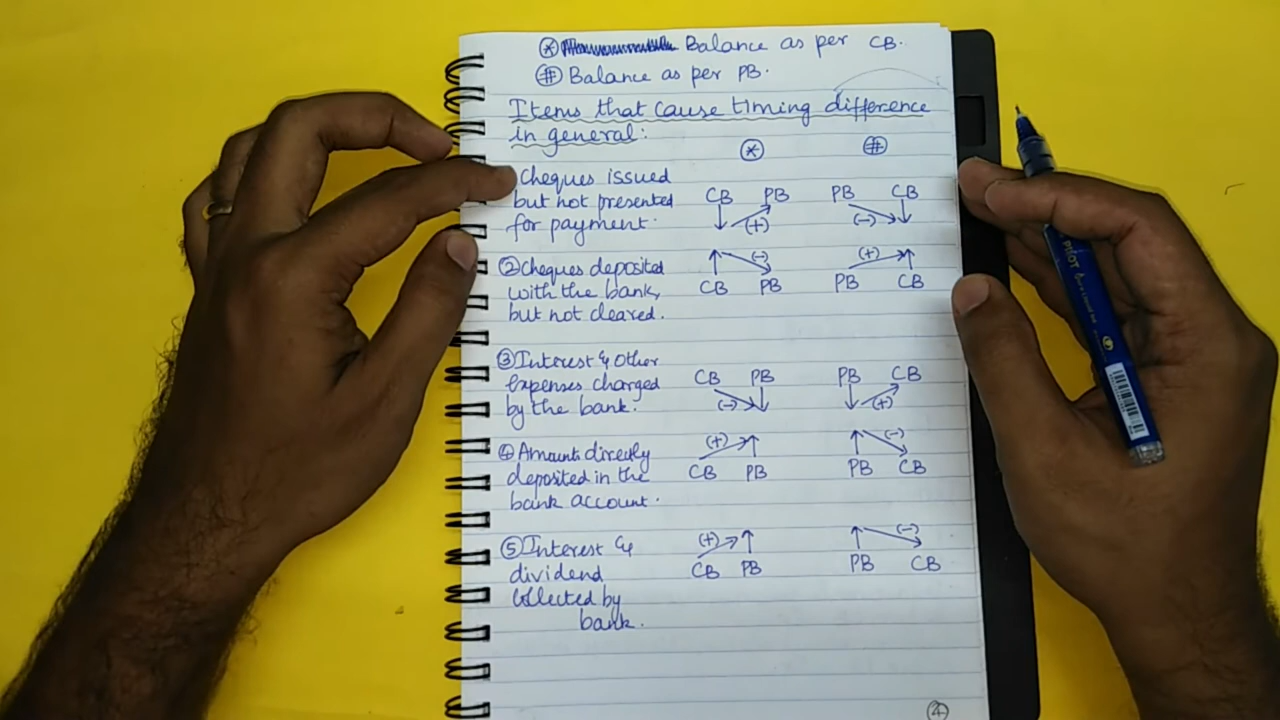 * Balance as per CB.
# Balance as per PB.
Items that cause timing difference
in general:
* #
Cheques issued
but not presented
for payment.
CB PB PB CB
(+) (-)
② Cheques deposited
with the bank,
but not cleared.
(-) (+)
CB PB PB CB
③ Interest & other
expenses charged
by the bank.
CB PB PB CB
(-) (+)
④ Amount directly
deposited in the
bank account.
(+) (-)
CB PB PB CB
⑤ Interest &
dividend
collected by
bank.
(+) (-)
CB PB PB CB
PILOT